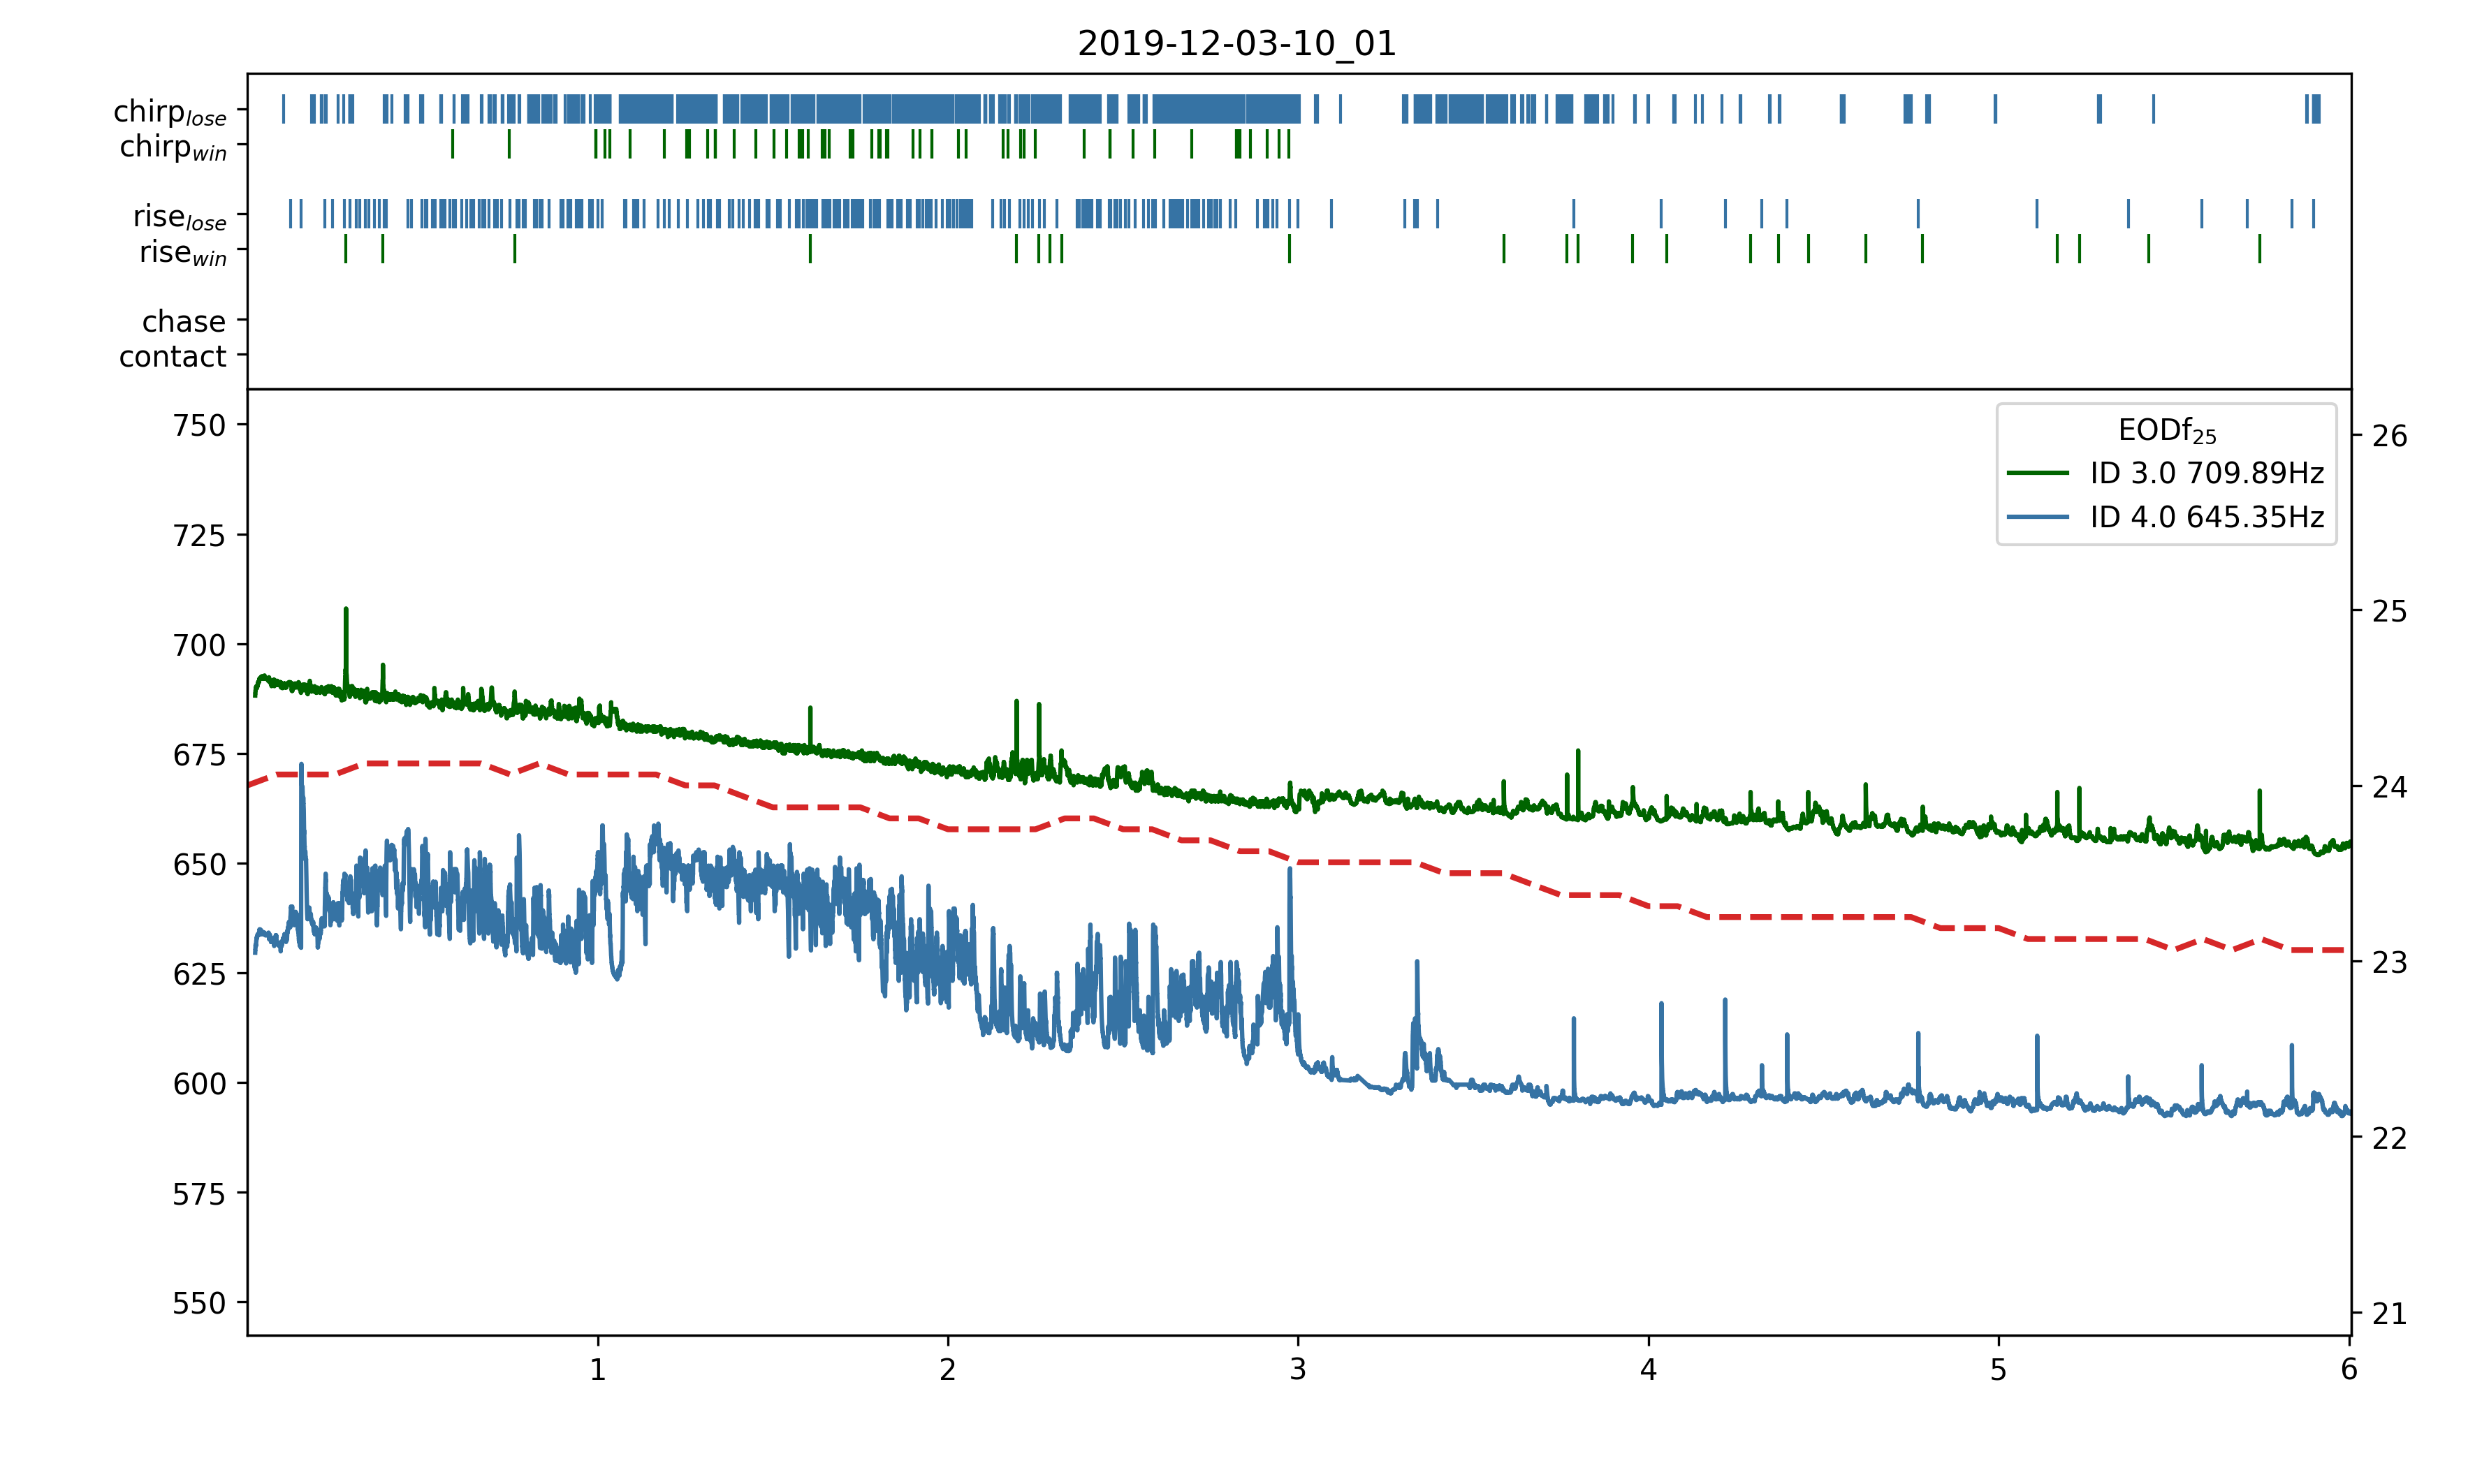 2019-12-03-10_01
chirp_lose
chirp_win
rise_lose
rise_win
chase
contact
750
725
700
675
650
625
600
575
550
26
25
24
23
22
21
EODf_25
ID 3.0 709.89Hz
ID 4.0 645.35Hz
1 2 3 4 5 6